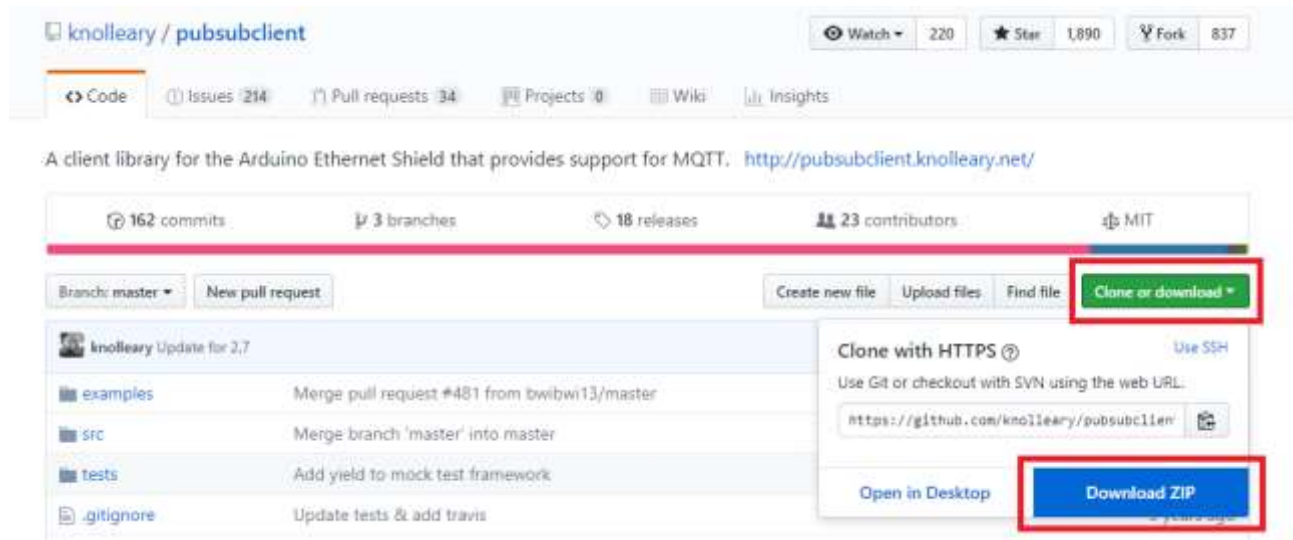 knolleary / pubsubclient
Watch 220 Star 1,890 Fork 837
Code Issues 214 Pull requests 34 Projects 0 Wiki Insights
A client library for the Arduino Ethernet Shield that provides support for MQTT. http://pubsubclient.knolleary.net/
162 commits 3 branches 18 releases 23 contributors MIT
Branch: master New pull request Create new file Upload files Find file Clone or download
knolleary Update for 2.7
Clone with HTTPS Use SSH
Use Git or checkout with SVN using the web URL.
examples Merge pull request #481 from bwibwi13/master
https://github.com/knolleary/pubsubclien
src Merge branch 'master' into master
tests Add yield to mock test framework
Open in Desktop Download ZIP
.gitignore Update tests & add travis years ago